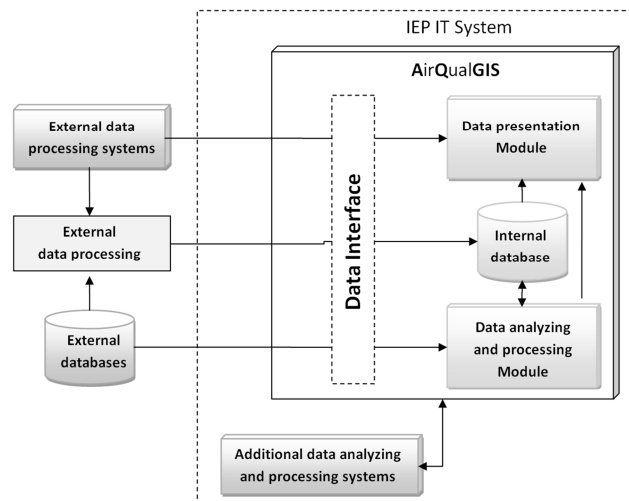 IEP IT System
AirQualGIS
External data
processing systems
Data presentation
Module
Data Interface
External
data processing
Internal
database
External
databases
Data analyzing
and processing
Module
Additional data analyzing
and processing systems